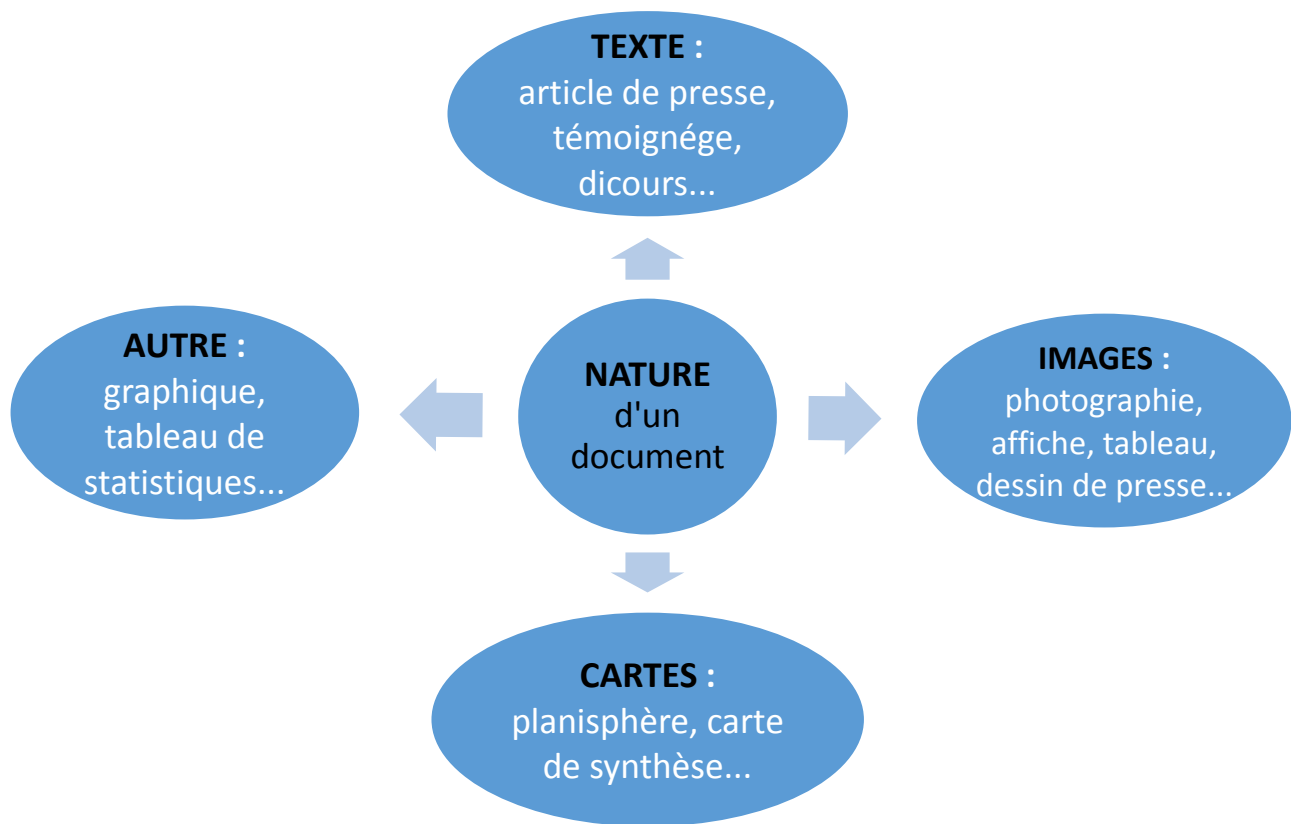 TEXTE :
article de presse,
témoignége,
dicours...
AUTRE :
graphique,
tableau de
statistiques...
NATURE
d'un
document
IMAGES :
photographie,
affiche, tableau,
dessin de presse...
CARTES :
planisphère, carte
de synthèse...